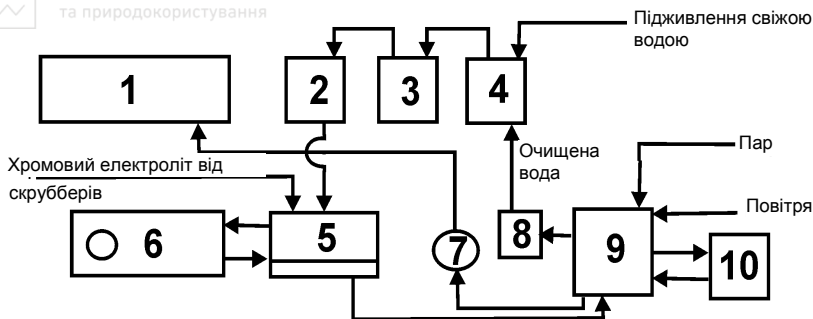 та природокористування
Підживлення свіжою
водою
1
2
3
4
Очищена
вода
Пар
Хромовий електроліт від
скрубберів
Повітря
6
5
7
8
9
10